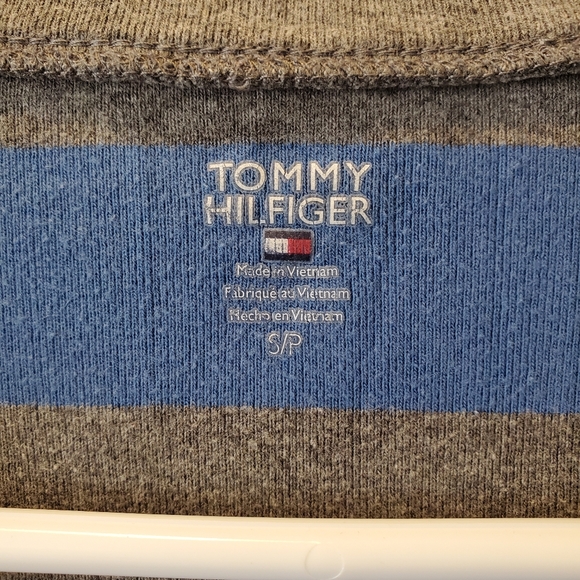 TOMMY
HILFIGER
Made in Vietnam
Fabriqué au Vietnam
Hecho en Vietnam
S/P